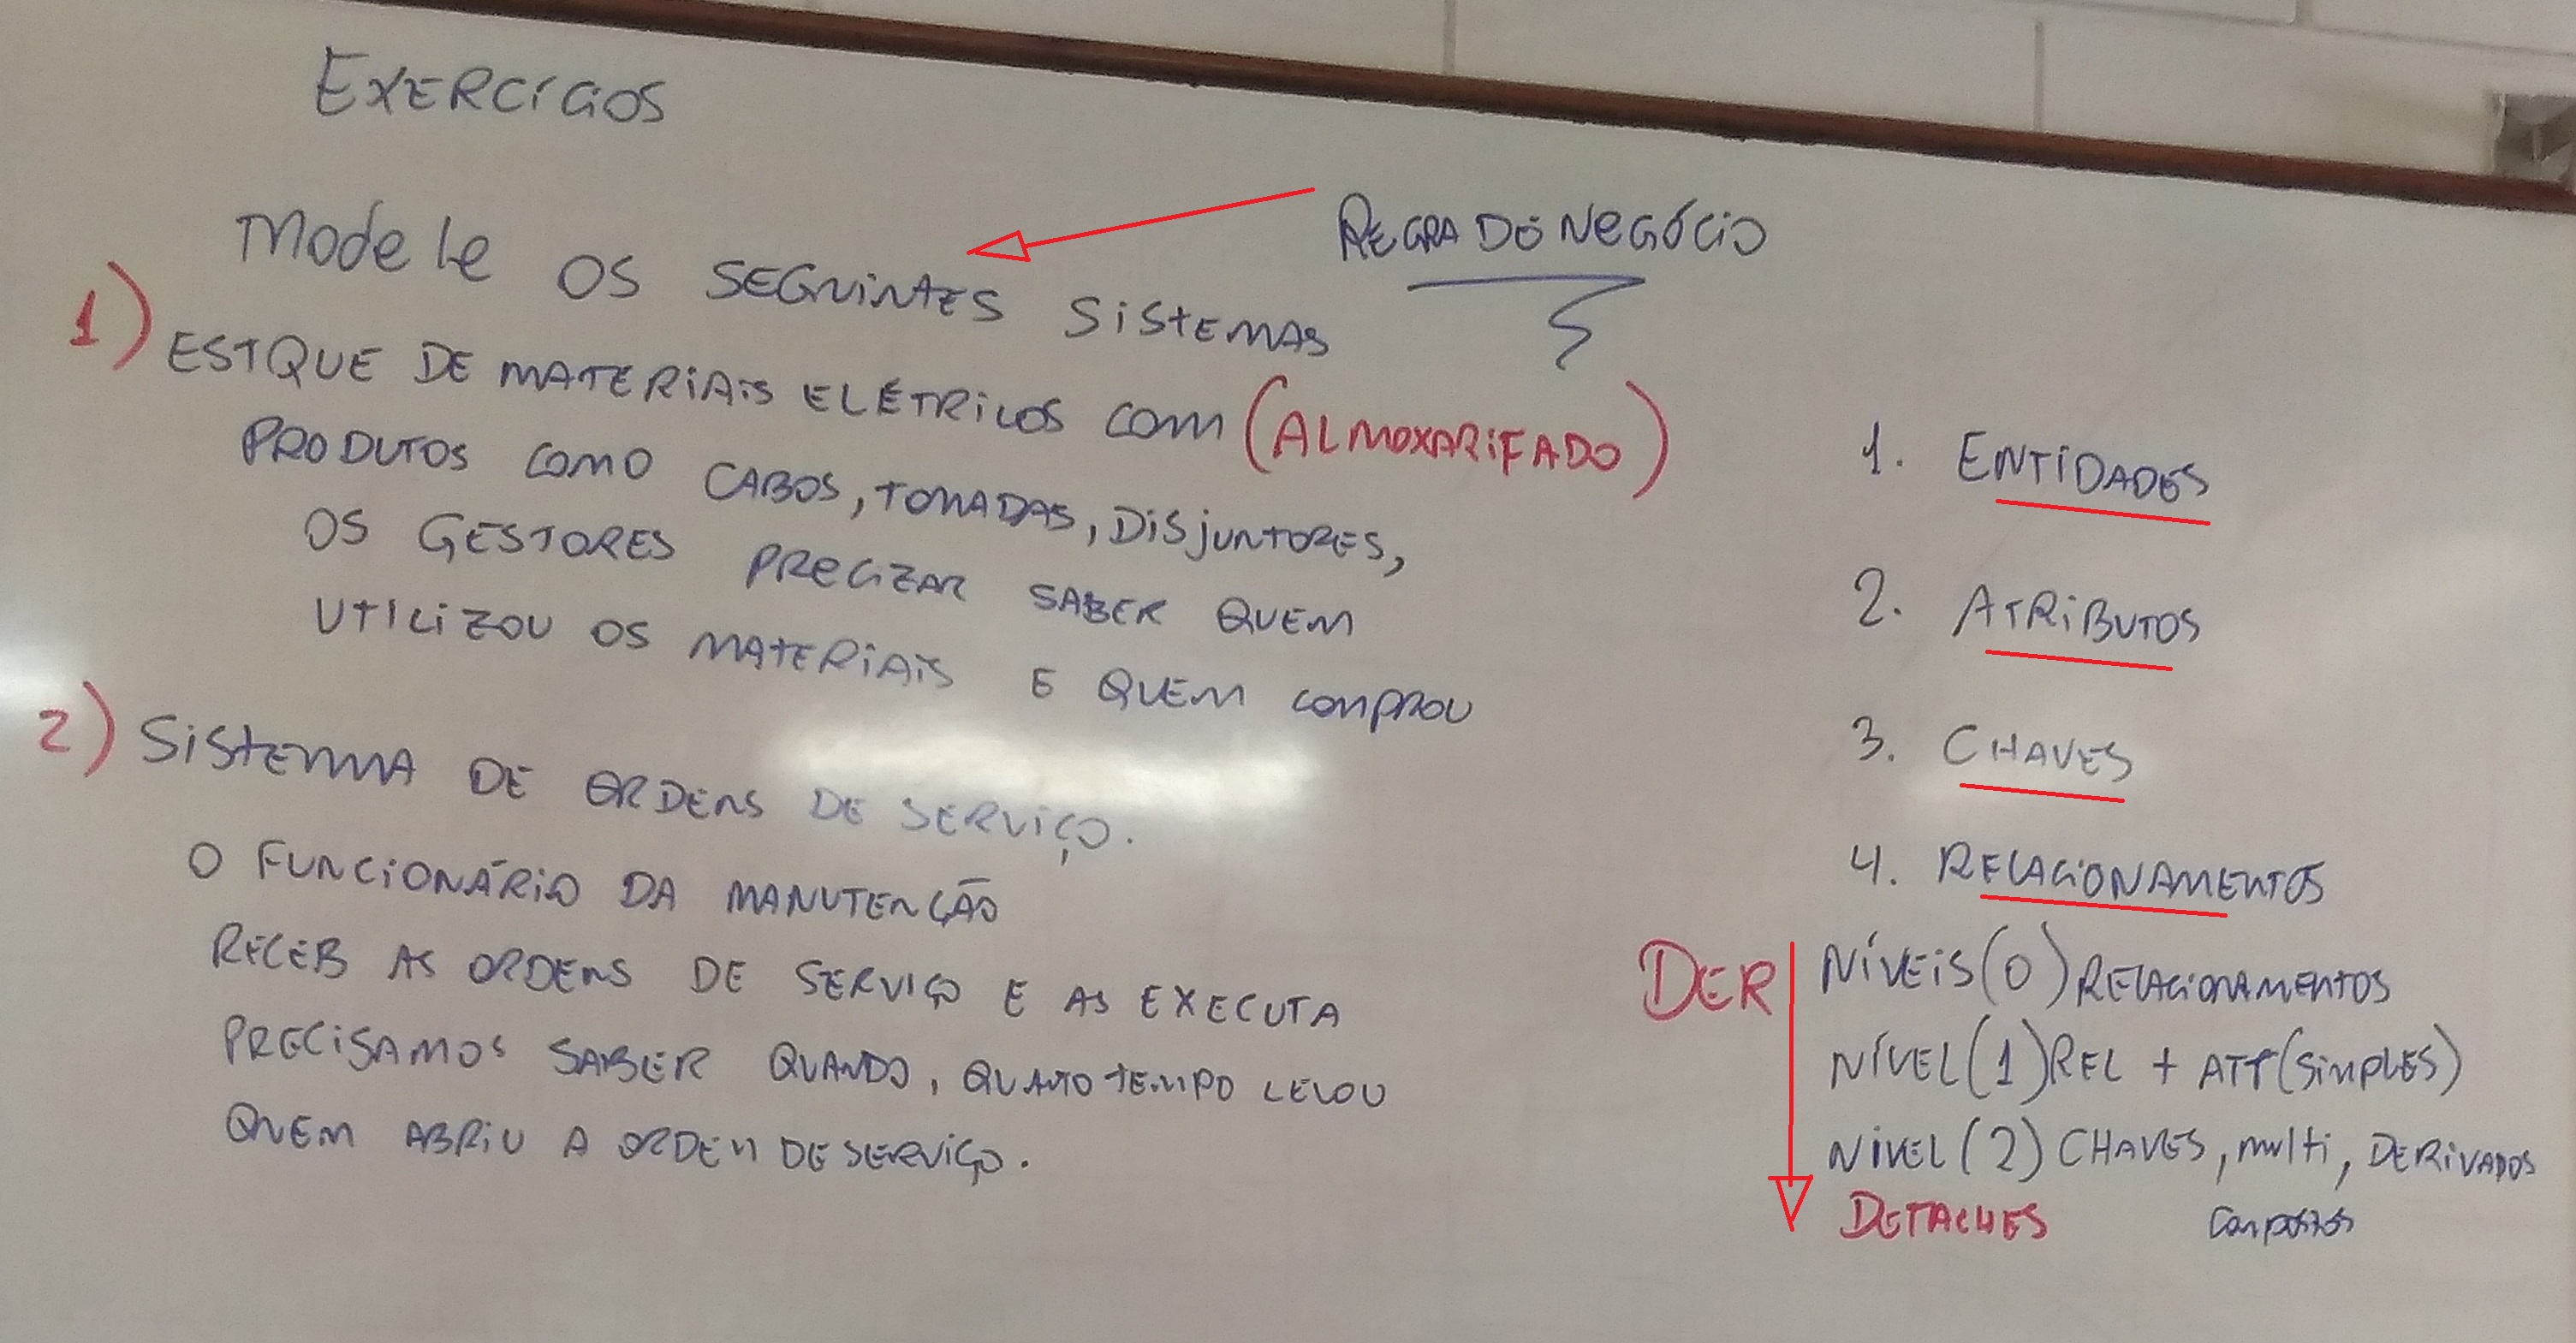 EXERCÍCIOS
REGRA DO NEGÓCIO
Modele OS SEGUINTES SISTEMAS
1) ESTQUE DE MATERIAIS ELÉTRICOS COM (ALMOXARIFADO)
PRODUTOS COMO CABOS, TOMADAS, DISJUNTORES,
OS GESTORES PRECIZAR SABER QUEM
UTILIZOU OS MATERIAIS E QUEM COMPROU
2) SISTEMA DE ORDENS DE SERVIÇO.
O FUNCIONÁRIO DA MANUTENÇÃO
RECEB AS ORDENS DE SERVIÇO E AS EXECUTA
PRECISAMOS SABER QUANDO, QUANTO TEMPO LEVOU
QUEM ABRIU A ORDEM DE SERVIÇO.
1. ENTIDADES
2. ATRIBUTOS
3. CHAVES
4. RELACIONAMENTOS
DER
NÍVEIS (0) RELACIONAMENTOS
NÍVEL (1) REL + ATT (SIMPLES)
NÍVEL (2) CHAVES, multi, DERIVADOS
DETALHES compostos